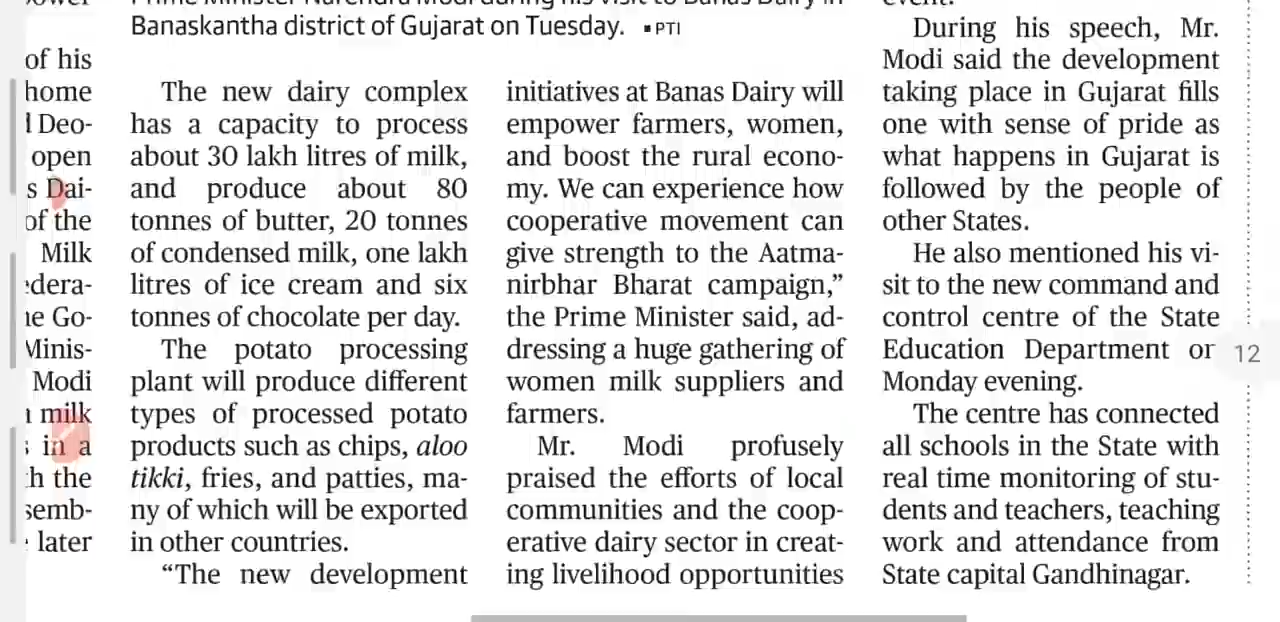 Banaskantha district of Gujarat on Tuesday. ▪ PTI
of his
home
Deo-
open
Dai-
of the
Milk
Minis-
Modi
milk
in a
the
later
The new dairy complex
has a capacity to process
about 30 lakh litres of milk,
and produce about 80
tonnes of butter, 20 tonnes
of condensed milk, one lakh
litres of ice cream and six
tonnes of chocolate per day.
The potato processing
plant will produce different
types of processed potato
products such as chips, aloo
tikki, fries, and patties, ma-
ny of which will be exported
in other countries.
“The new development
initiatives at Banas Dairy will
empower farmers, women,
and boost the rural econo-
my. We can experience how
cooperative movement can
give strength to the Aatma-
nirbhar Bharat campaign,”
the Prime Minister said, ad-
dressing a huge gathering of
women milk suppliers and
farmers.
Mr. Modi profusely
praised the efforts of local
communities and the coop-
erative dairy sector in creat-
ing livelihood opportunities
During his speech, Mr.
Modi said the development
taking place in Gujarat fills
one with sense of pride as
what happens in Gujarat is
followed by the people of
other States.
He also mentioned his vi-
sit to the new command and
control centre of the State
Education Department
Monday evening.
The centre has connected
all schools in the State with
real time monitoring of stu-
dents and teachers, teaching
work and attendance from
State capital Gandhinagar.
12